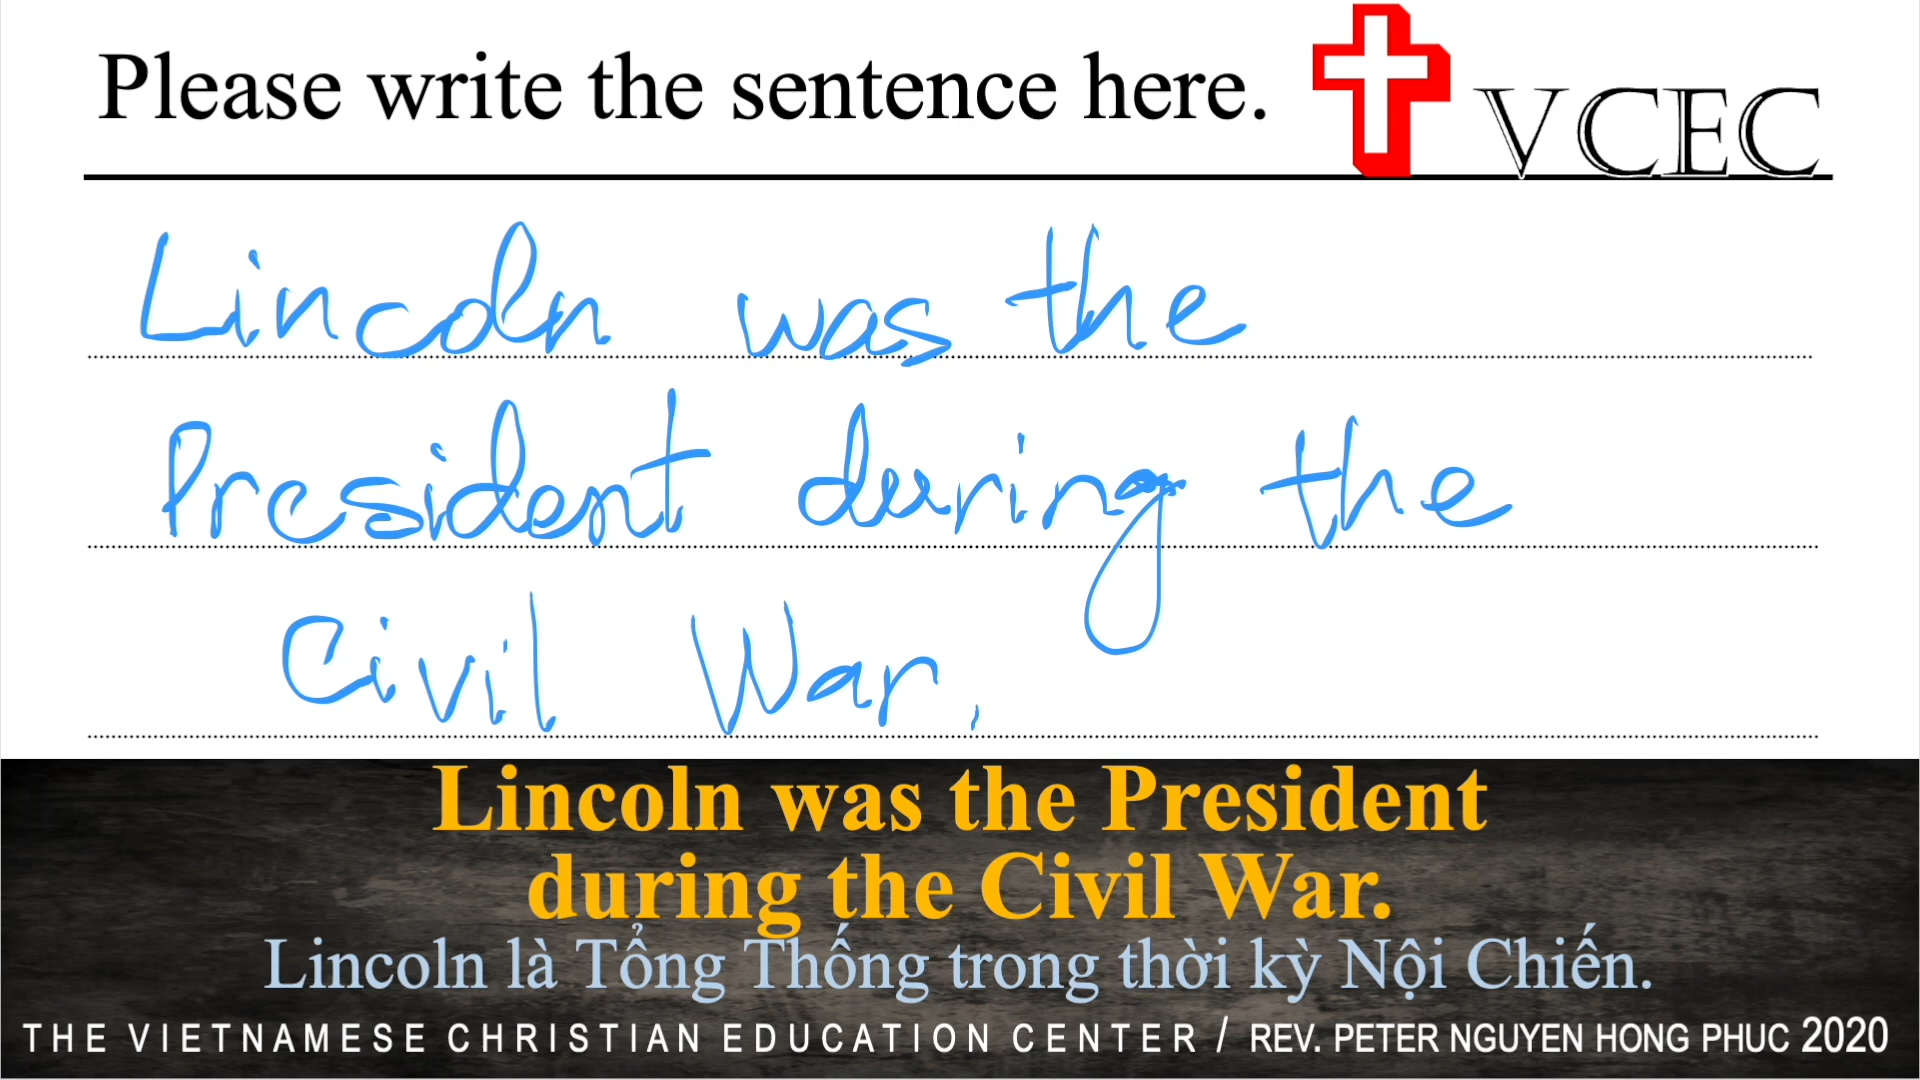 Please write the sentence here.
VCEC
Lincoln was the
President during the
Civil War.
Lincoln was the President
during the Civil War.
Lincoln là Tổng Thống trong thời kỳ Nội Chiến.
THE VIETNAMESE CHRISTIAN EDUCATION CENTER / REV. PETER NGUYEN HONG PHUC 2020